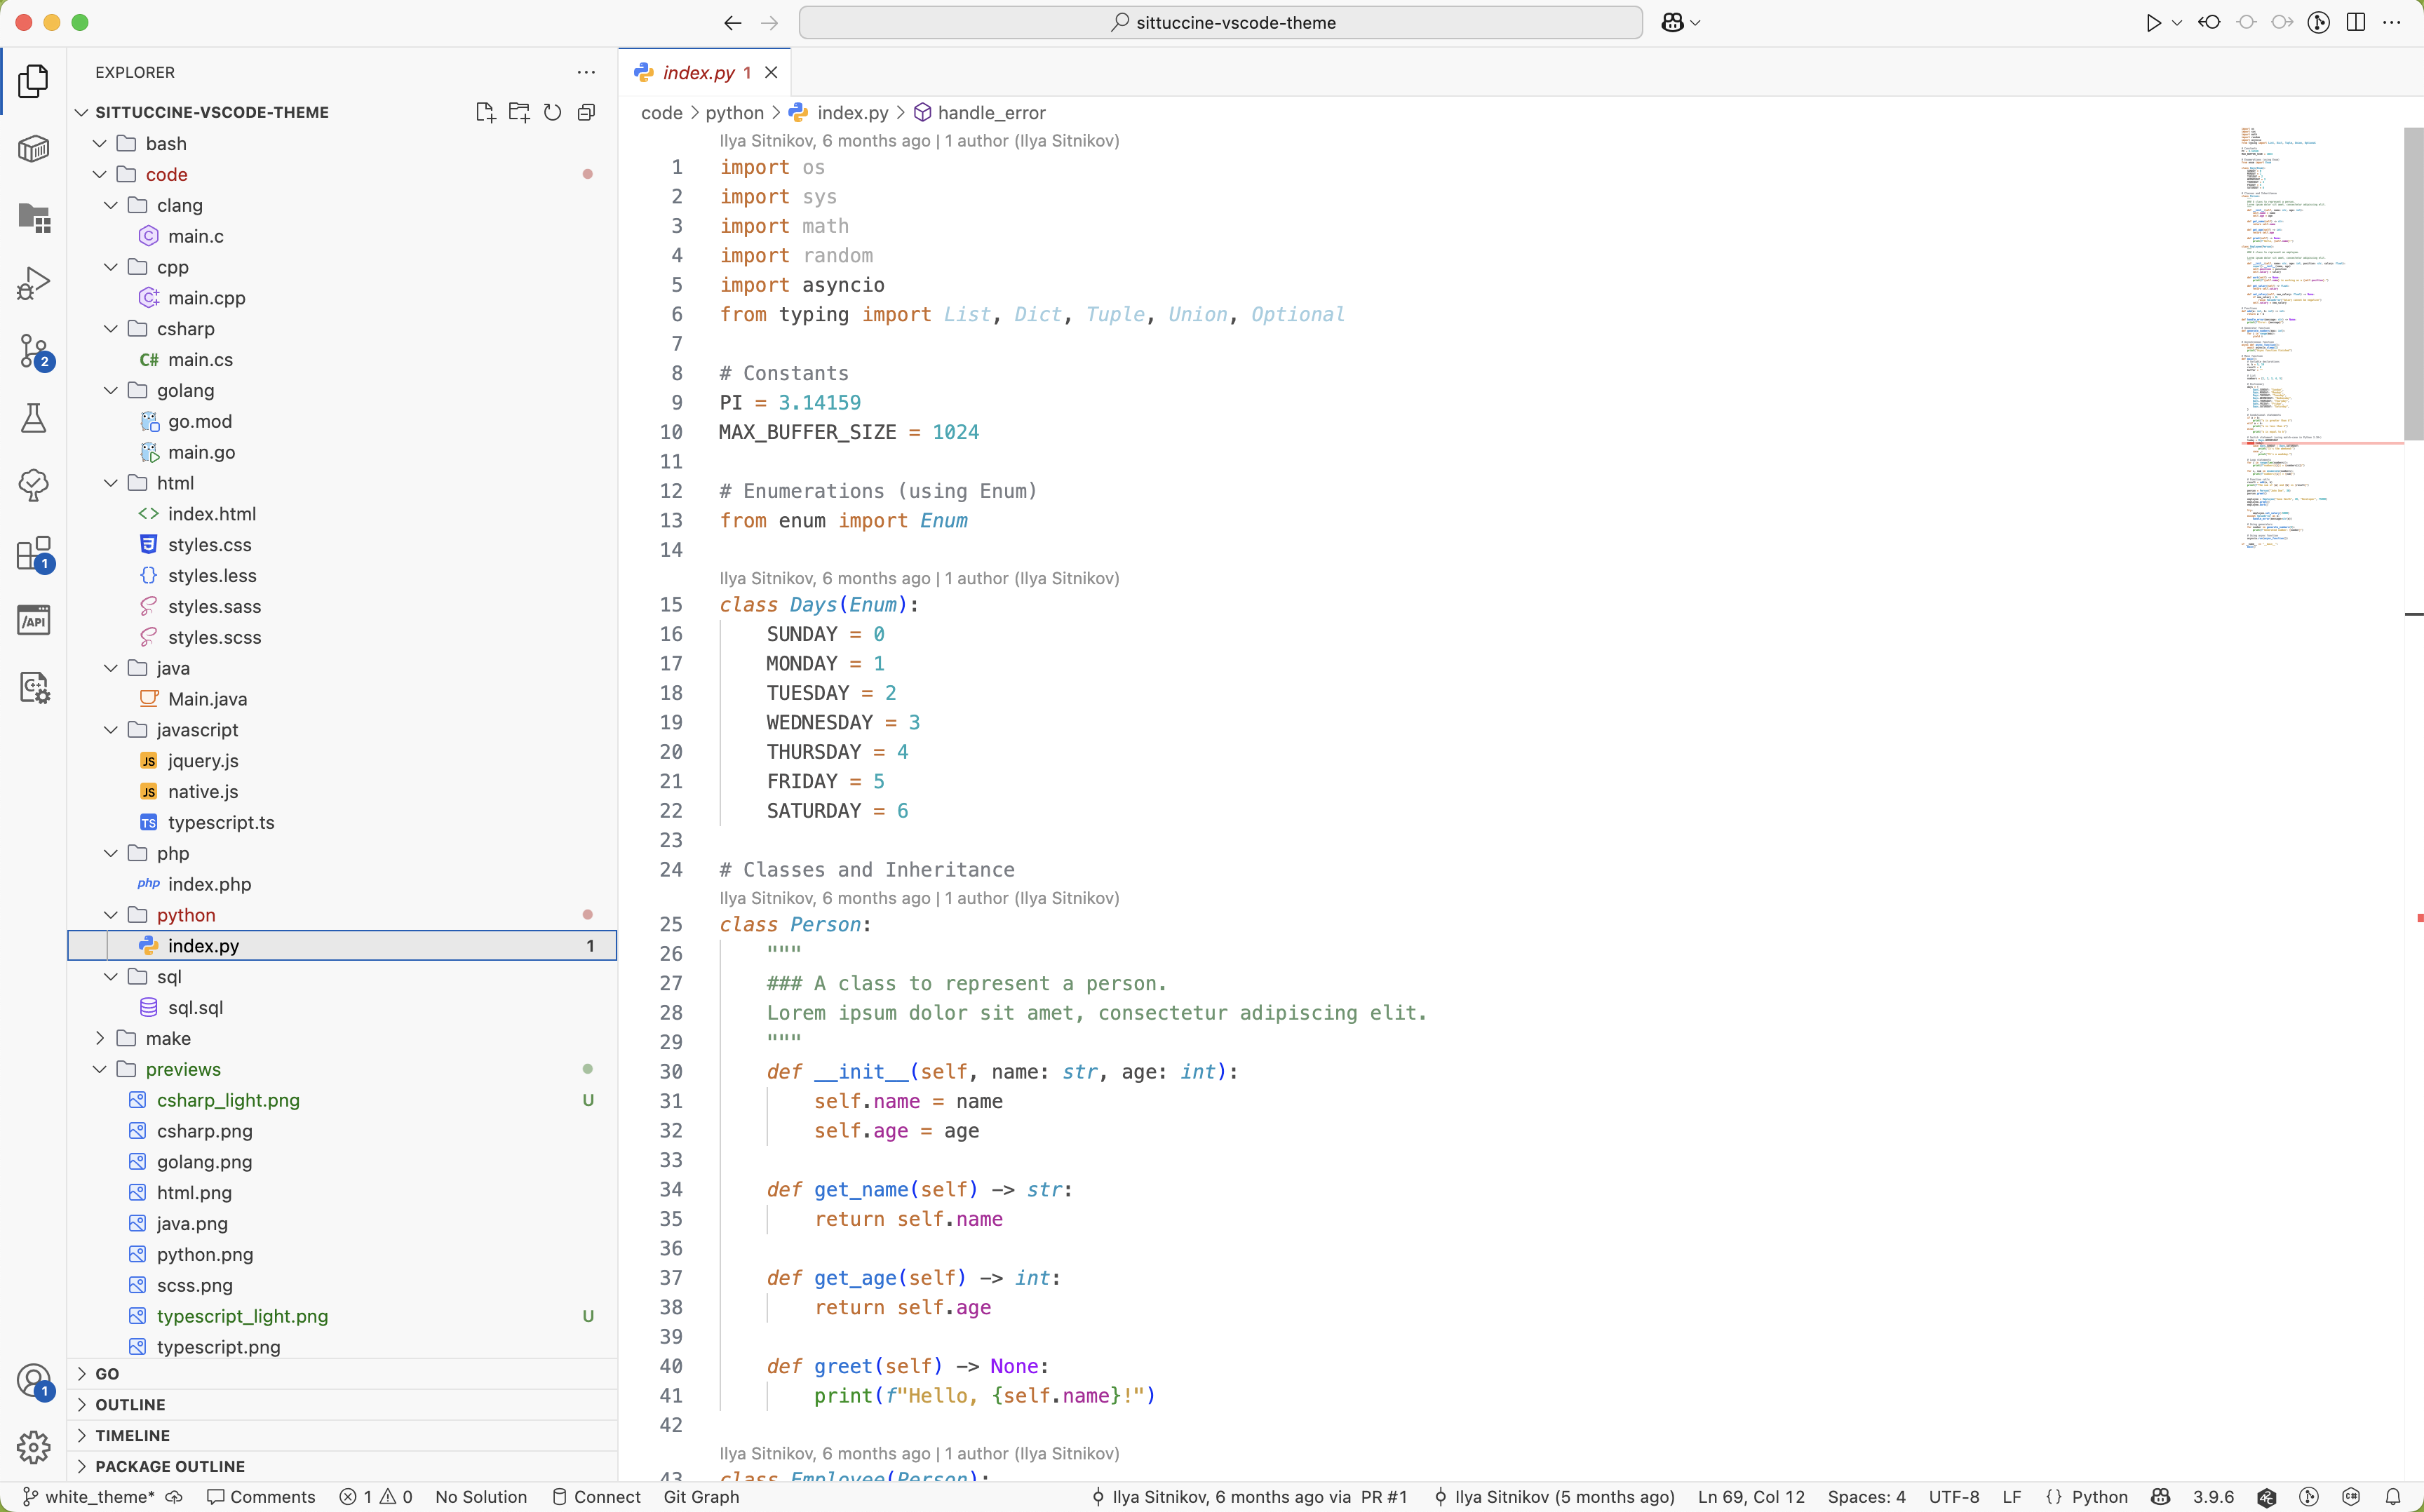 sittuccine-vscode-theme
EXPLORER
index.py 1
SITTUCCINE-VSCODE-THEME
bash
code
clang
main.c
cpp
main.cpp
csharp
C# main.cs
golang
go.mod
main.go
html
index.html
styles.css
styles.less
styles.sass
styles.scss
java
Main.java
javascript
JS jquery.js
JS native.js
TS typescript.ts
php
php index.php
python
index.py 1
sql
sql.sql
make
previews
csharp_light.png U
csharp.png
golang.png
html.png
java.png
python.png
scss.png
typescript_light.png U
typescript.png
GO
OUTLINE
TIMELINE
PACKAGE OUTLINE
2
1
/API
1
code > python > index.py > handle_error
Ilya Sitnikov, 6 months ago | 1 author (Ilya Sitnikov)
1 import os
2 import sys
3 import math
4 import random
5 import asyncio
6 from typing import List, Dict, Tuple, Union, Optional
7
8 # Constants
9 PI = 3.14159
10 MAX_BUFFER_SIZE = 1024
11
12 # Enumerations (using Enum)
13 from enum import Enum
14
Ilya Sitnikov, 6 months ago | 1 author (Ilya Sitnikov)
15 class Days(Enum):
16 SUNDAY = 0
17 MONDAY = 1
18 TUESDAY = 2
19 WEDNESDAY = 3
20 THURSDAY = 4
21 FRIDAY = 5
22 SATURDAY = 6
23
24 # Classes and Inheritance
Ilya Sitnikov, 6 months ago | 1 author (Ilya Sitnikov)
25 class Person:
26 """
27 ### A class to represent a person.
28 Lorem ipsum dolor sit amet, consectetur adipiscing elit.
29 """
30 def __init__(self, name: str, age: int):
31 self.name = name
32 self.age = age
33
34 def get_name(self) -> str:
35 return self.name
36
37 def get_age(self) -> int:
38 return self.age
39
40 def greet(self) -> None:
41 print(f"Hello, {self.name}!")
42
Ilya Sitnikov, 6 months ago | 1 author (Ilya Sitnikov)
43 class Employee(Person):
white_theme* Comments 1 0 No Solution Connect Git Graph Ilya Sitnikov, 6 months ago via PR #1 Ilya Sitnikov (5 months ago) Ln 69, Col 12 Spaces: 4 UTF-8 LF {} Python 3.9.6